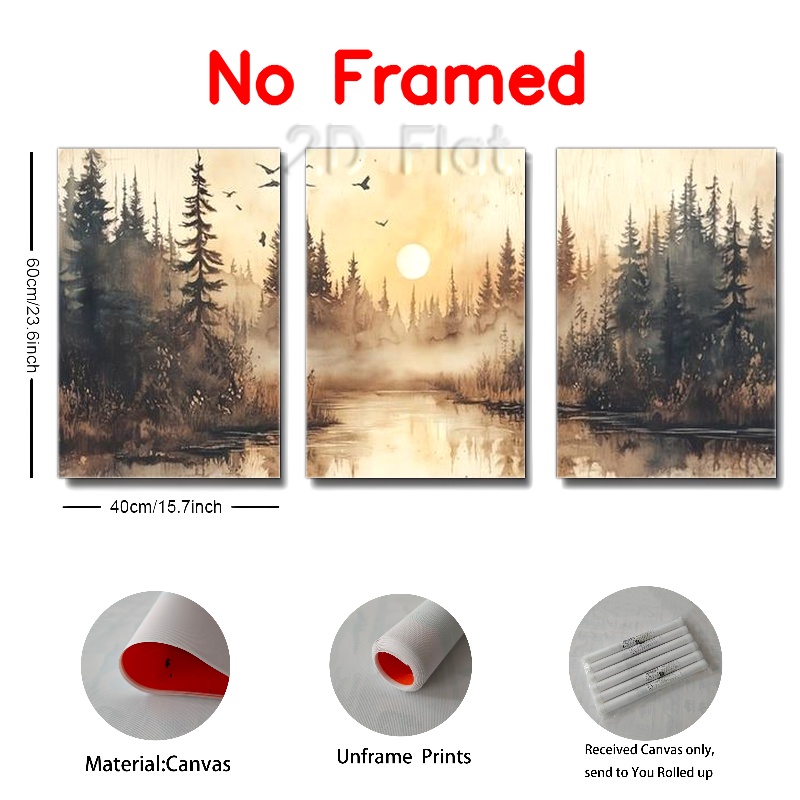 No Framed
2D Flat
60cm/23.6inch
40cm/15.7inch
Material:Canvas
Unframe Prints
Received Canvas only,
send to You Rolled up